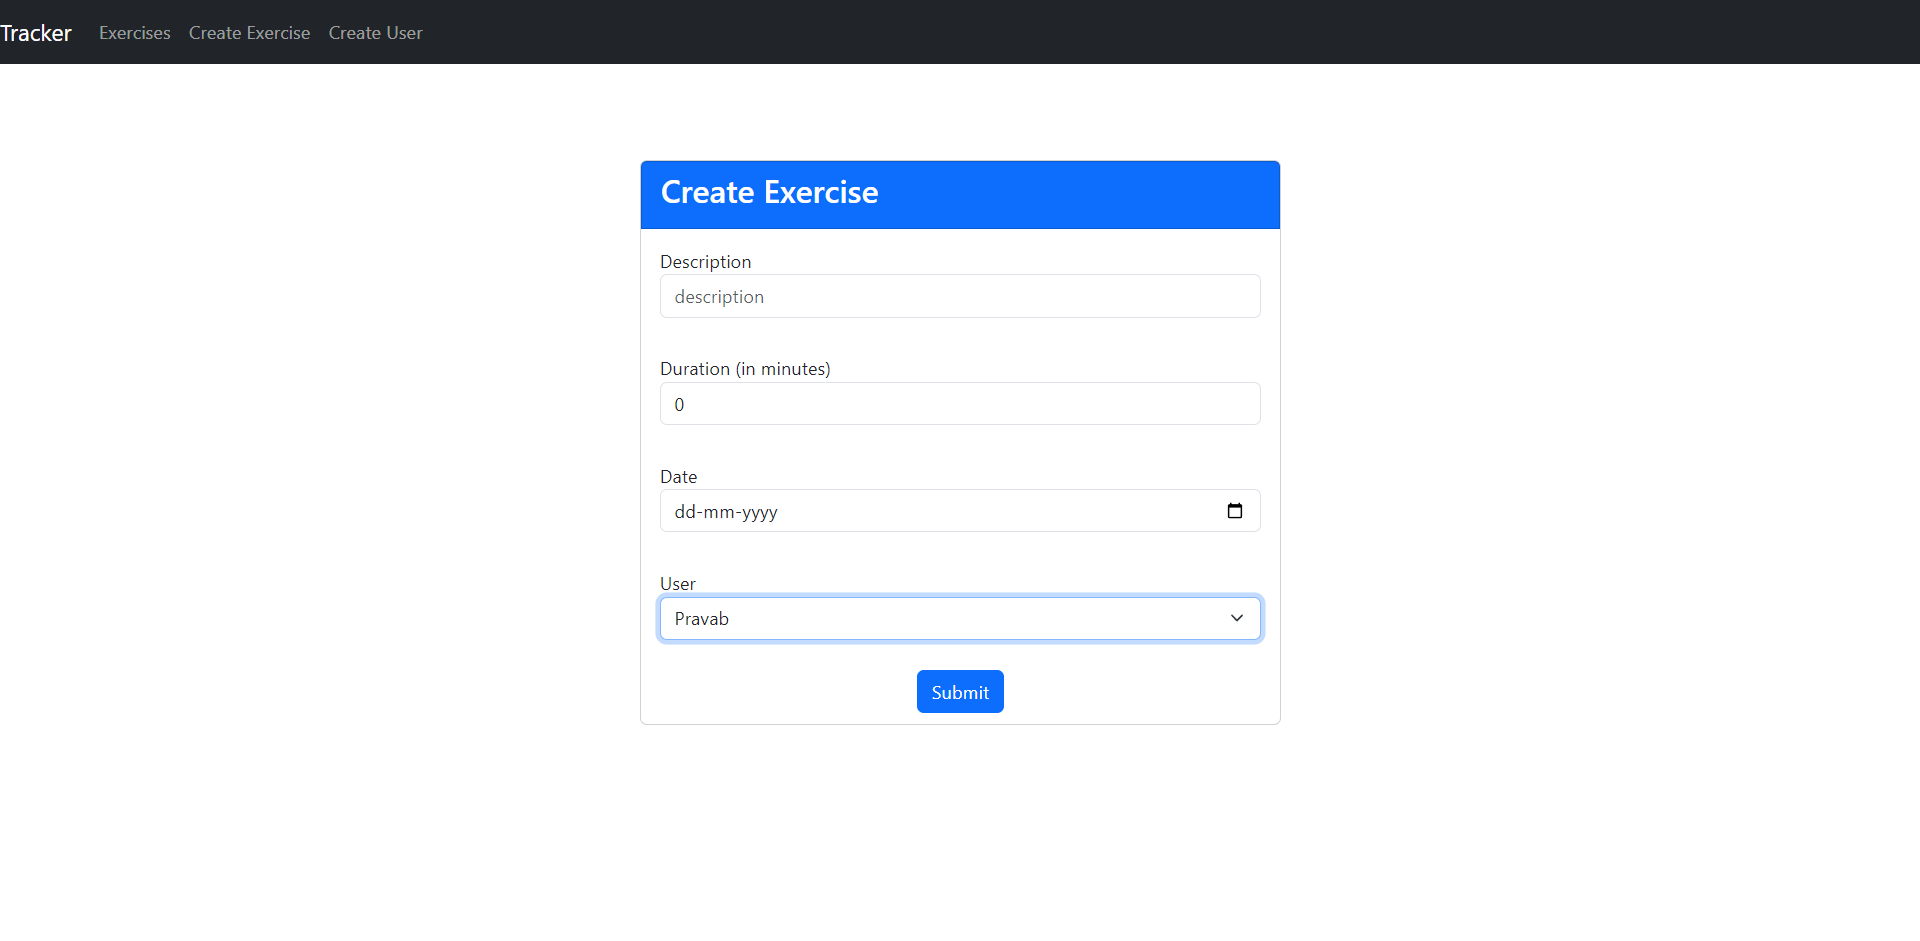 Tracker Exercises Create Exercise Create User
Create Exercise
Description
description
Duration (in minutes)
0
Date
dd-mm-yyyy
User
Pravab
Submit